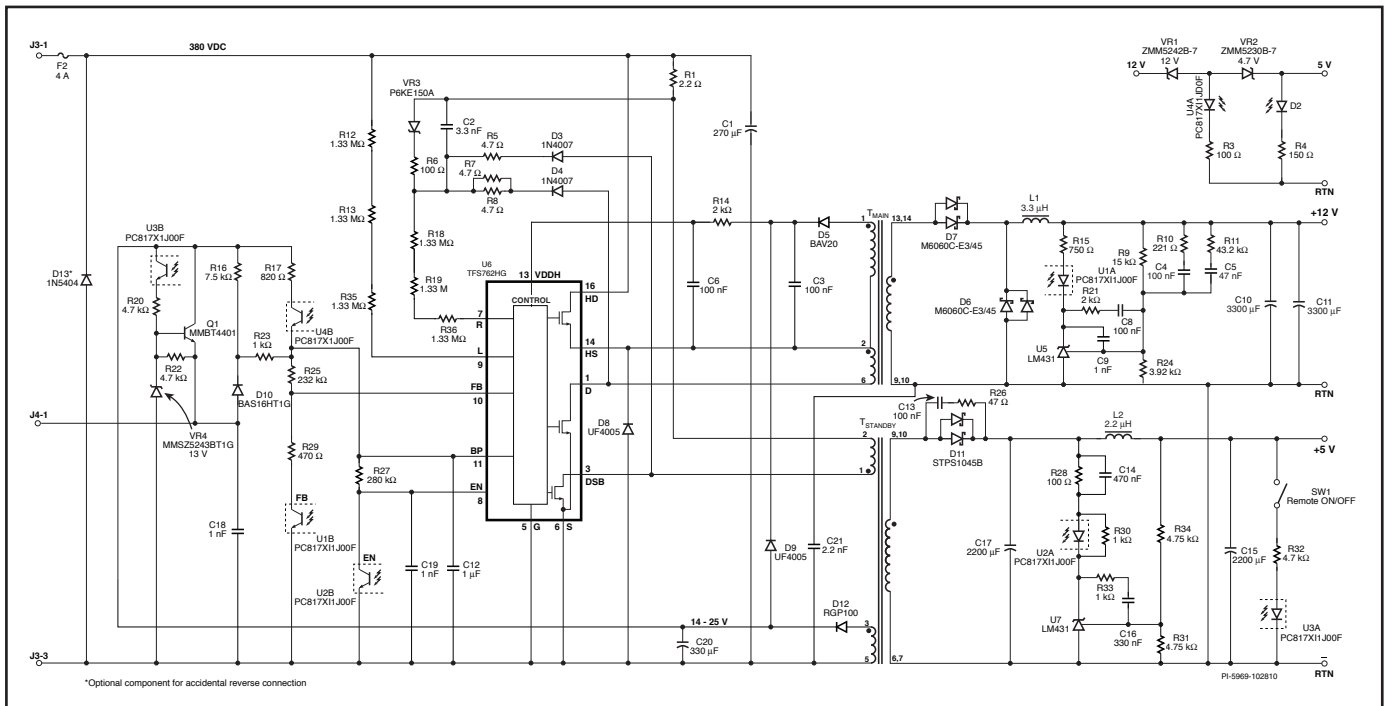 J3-1
F2
4 A
380 VDC
R1
2.2 Ω
VR1
ZMM5242B-7
12 V
VR2
ZMM5230B-7
4.7 V
12 V
5 V
U4A
PC817XI1JD0F
D2
R3
100 Ω
R4
150 Ω
RTN
VR3
P6KE150A
C2
3.3 nF
R5
4.7 Ω
D3
1N4007
C1
270 µF
R12
1.33 MΩ
R6
100 Ω
R7
4.7 Ω
D4
1N4007
R8
4.7 Ω
R13
1.33 MΩ
R18
1.33 MΩ
R14
2 kΩ
D5
BAV20
TMAIN
1
13,14
D7
M6060C-E3/45
L1
3.3 µH
+12 V
U3B
PC817X1J00F
D13*
1N5404
R16
7.5 kΩ
R17
820 Ω
R19
1.33 M
R35
1.33 MΩ
U6
TFS762HG
13 VDDH
CONTROL
16
HD
C6
100 nF
C3
100 nF
R15
750 Ω
R9
15 kΩ
R10
221 Ω
R11
43.2 kΩ
U1A
PC817XI1J00F
C4
100 nF
C5
47 nF
R20
4.7 kΩ
Q1
MMBT4401
U4B
PC817X1J00F
R36
1.33 MΩ
7
R
D6
M6060C-E3/45
R21
2 kΩ
C8
100 nF
C10
3300 µF
C11
3300 µF
R23
1 kΩ
R22
4.7 kΩ
R25
232 kΩ
L
9
14
HS
2
U5
LM431
C9
1 nF
R24
3.92 kΩ
D10
BAS16HT1G
FB
10
1
D
6
9,10
RTN
J4-1
VR4
MMSZ5243BT1G
13 V
D8
UF4005
C13
100 nF
R26
47 Ω
R29
470 Ω
BP
11
TSTANDBY
2
9,10
D11
STPS1045B
L2
2.2 µH
+5 V
R27
280 kΩ
EN
8
3
DSB
1
R28
100 Ω
C14
470 nF
SW1
Remote ON/OFF
FB
C18
1 nF
U1B
PC817XI1J00F
5 G
6 S
D9
UF4005
C21
2.2 nF
C17
2200 µF
U2A
PC817XI1J00F
R30
1 kΩ
R34
4.75 kΩ
C15
2200 µF
R32
4.7 kΩ
EN
U2B
PC817XI1J00F
C19
1 nF
C12
1 µF
R33
1 kΩ
D12
RGP100
14 - 25 V
3
U7
LM431
C16
330 nF
R31
4.75 kΩ
U3A
PC817XI1J00F
C20
330 µF
J3-3
5
6,7
RTN
*Optional component for accidental reverse connection
PI-5969-102810